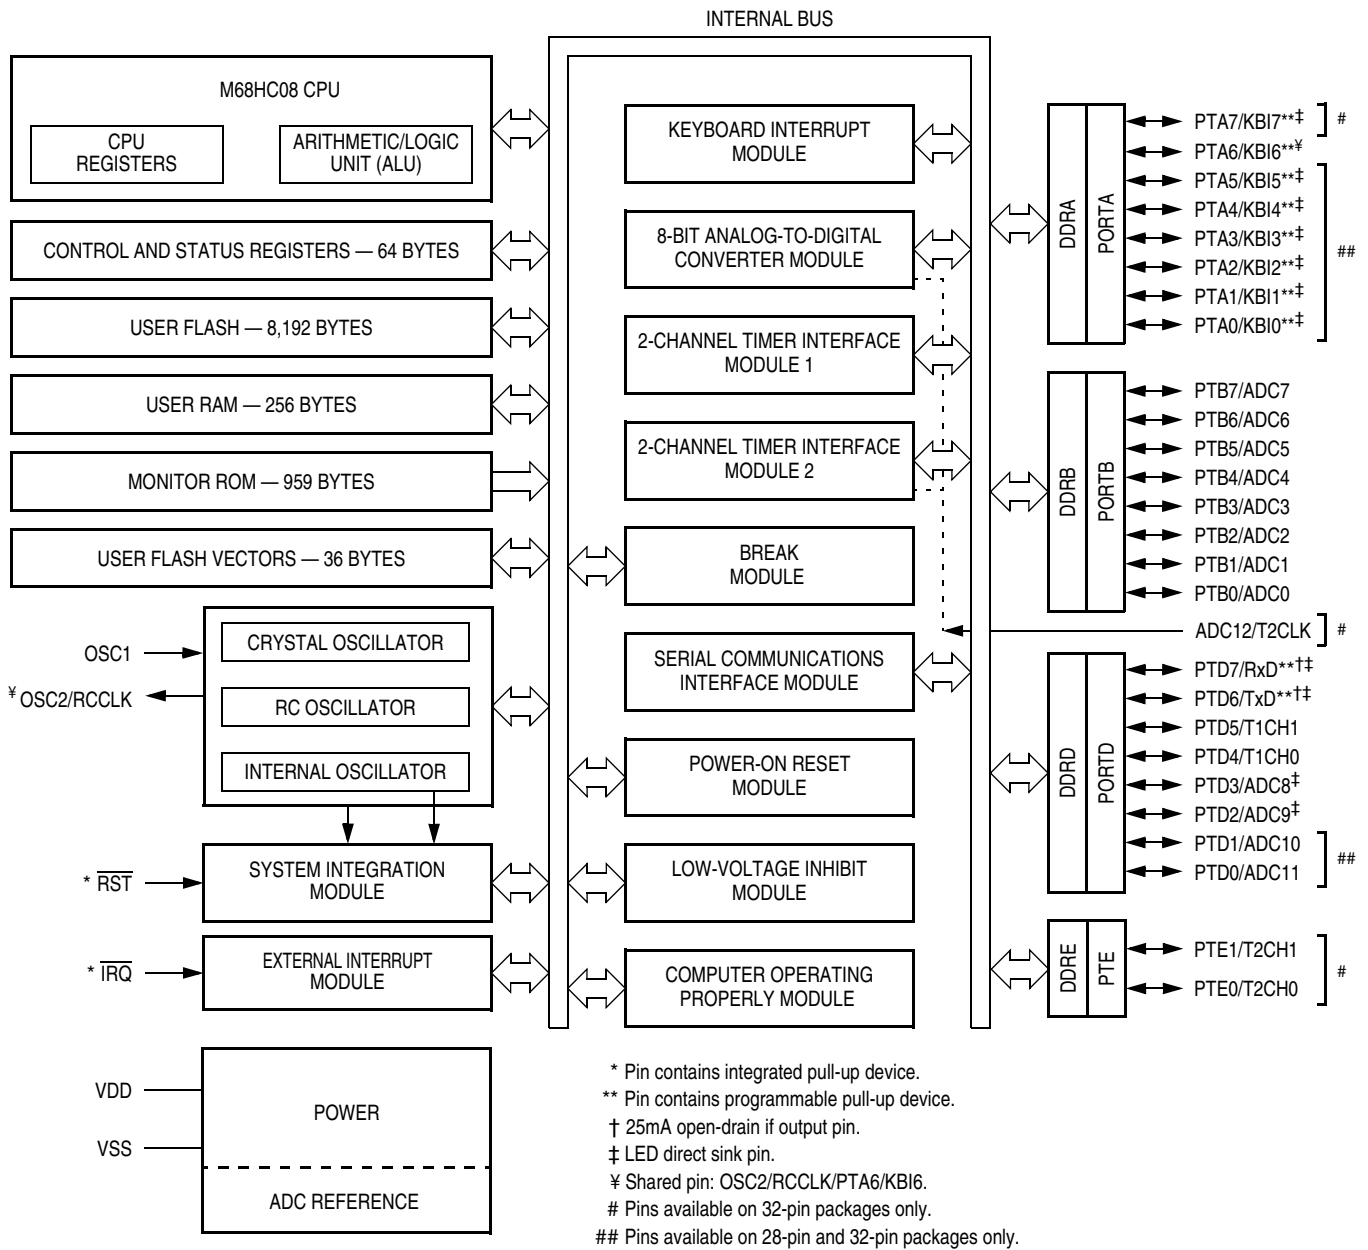 INTERNAL BUS
M68HC08 CPU
CPU
REGISTERS
ARITHMETIC/LOGIC
UNIT (ALU)
CONTROL AND STATUS REGISTERS — 64 BYTES
USER FLASH — 8,192 BYTES
USER RAM — 256 BYTES
MONITOR ROM — 959 BYTES
USER FLASH VECTORS — 36 BYTES
OSC1
¥ OSC2/RCCLK
CRYSTAL OSCILLATOR
RC OSCILLATOR
INTERNAL OSCILLATOR
* RST
SYSTEM INTEGRATION
MODULE
* IRQ
EXTERNAL INTERRUPT
MODULE
VDD
VSS
POWER
ADC REFERENCE
KEYBOARD INTERRUPT
MODULE
8-BIT ANALOG-TO-DIGITAL
CONVERTER MODULE
2-CHANNEL TIMER INTERFACE
MODULE 1
2-CHANNEL TIMER INTERFACE
MODULE 2
BREAK
MODULE
SERIAL COMMUNICATIONS
INTERFACE MODULE
POWER-ON RESET
MODULE
LOW-VOLTAGE INHIBIT
MODULE
COMPUTER OPERATING
PROPERLY MODULE
DDRA
PORTA
PTA7/KBI7**‡
#
PTA6/KBI6**¥
PTA5/KBI5**‡
PTA4/KBI4**‡
PTA3/KBI3**‡
PTA2/KBI2**‡
PTA1/KBI1**‡
PTA0/KBI0**‡
##
DDRB
PORTB
PTB7/ADC7
PTB6/ADC6
PTB5/ADC5
PTB4/ADC4
PTB3/ADC3
PTB2/ADC2
PTB1/ADC1
PTB0/ADC0
ADC12/T2CLK
#
DDRD
PORTD
PTD7/RxD**†‡
PTD6/TxD**†‡
PTD5/T1CH1
PTD4/T1CH0
PTD3/ADC8‡
PTD2/ADC9‡
PTD1/ADC10
PTD0/ADC11
##
DDRE
PTE
PTE1/T2CH1
PTE0/T2CH0
#
* Pin contains integrated pull-up device.
** Pin contains programmable pull-up device.
† 25mA open-drain if output pin.
‡ LED direct sink pin.
¥ Shared pin: OSC2/RCCLK/PTA6/KBI6.
# Pins available on 32-pin packages only.
## Pins available on 28-pin and 32-pin packages only.